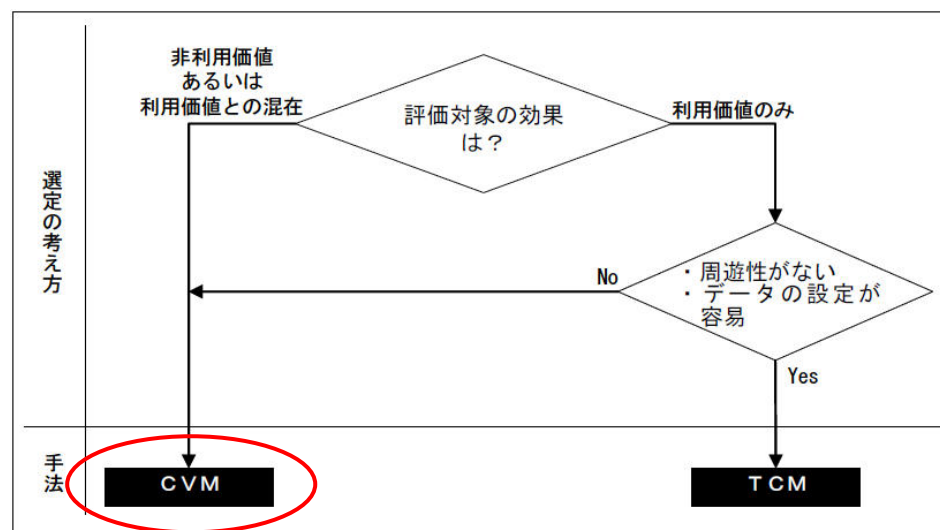 非利用価値
あるいは
利用価値との混在
評価対象の効果
は？
利用価値のみ
選定の考え方
・周遊性がない
・データの設定が
容易
No
Yes
手法
ＣＶＭ
ＴＣＭ